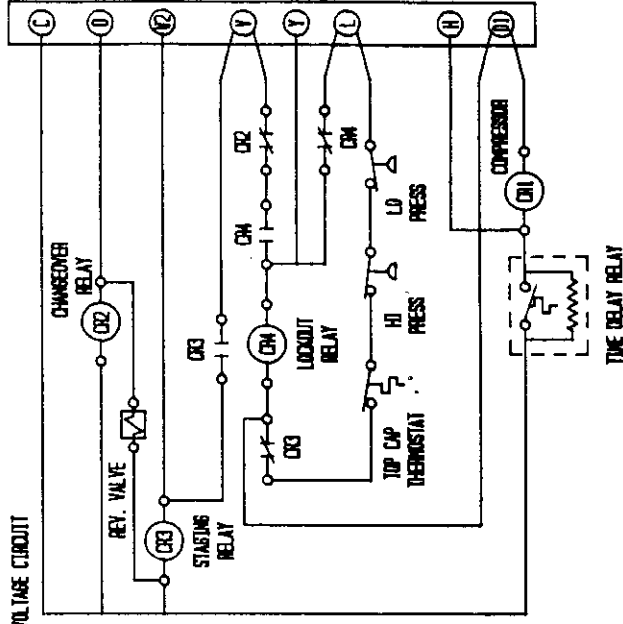 VOLTAGE CIRCUIT
C
O
W2
V
Y
L
H
CHANGEOVER
RELAY
CR2
REV. VALVE
CR3
STAGING
RELAY
CR3
CR2
CR4
CR4
LOCKOUT
RELAY
CR3
CR4
LO
PRESS
HI
PRESS
TOP CAP
THERMOSTAT
COMPRESSOR
CR1
TIME DELAY RELAY